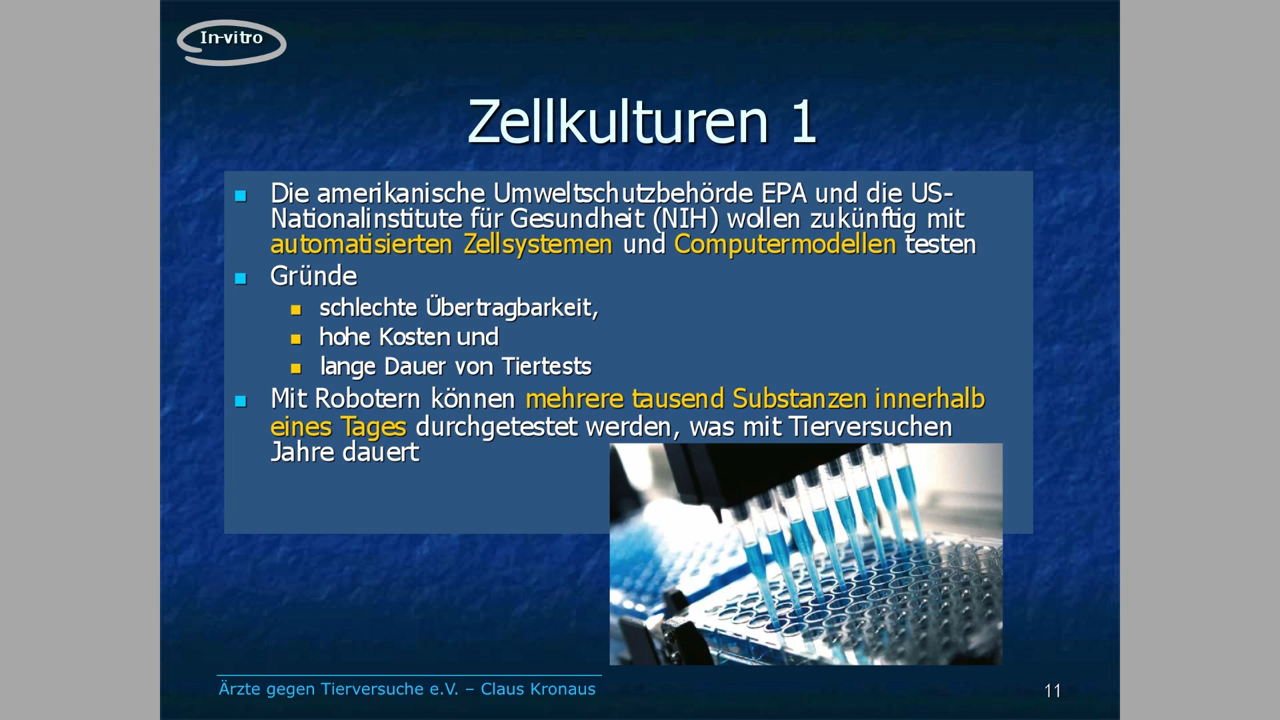 In-vitro
Zellkulturen 1
Die amerikanische Umweltschutzbehörde EPA und die US-
Nationalinstitute für Gesundheit (NIH) wollen zukünftig mit
automatisierten Zellsystemen und Computermodellen testen
Gründe
schlechte Übertragbarkeit,
hohe Kosten und
lange Dauer von Tiertests
Mit Robotern können mehrere tausend Substanzen innerhalb
eines Tages durchgetestet werden, was mit Tierversuchen
Jahre dauert
Ärzte gegen Tierversuche e.V. – Claus Kronaus
11